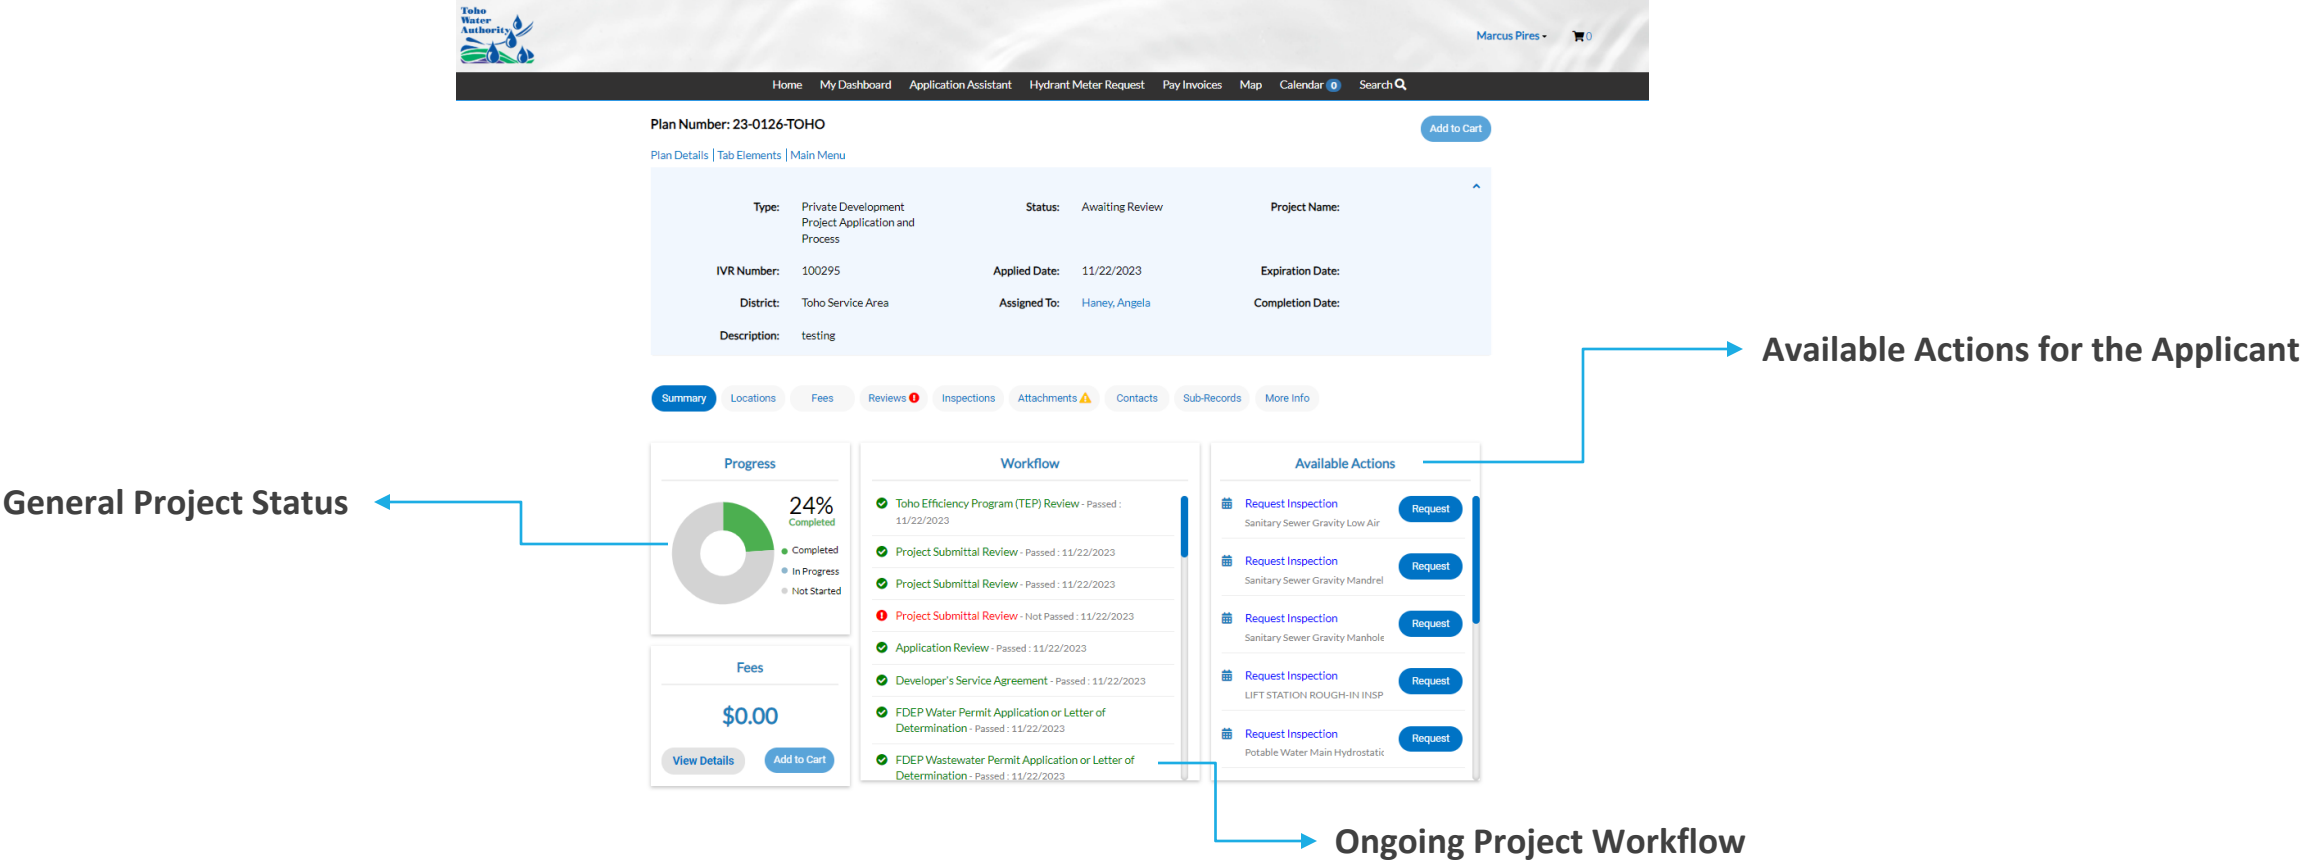 Toho
Water
Authority
Marcus Pires
0
Home My Dashboard Application Assistant Hydrant Meter Request Pay Invoices Map Calendar 0 Search
Plan Number: 23-0126-TOHO
Add to Cart
Plan Details | Tab Elements | Main Menu
Type: Private Development Project Application and Process
Status: Awaiting Review
Project Name:
IVR Number: 100295
Applied Date: 11/22/2023
Expiration Date:
District: Toho Service Area
Assigned To: Haney, Angela
Completion Date:
Description: testing
Available Actions for the Applicant
Summary Locations Fees Reviews Inspections Attachments Contacts Sub-Records More Info
General Project Status
Progress
24%
Completed
Completed
In Progress
Not Started
Fees
$0.00
View Details Add to Cart
Workflow
Toho Efficiency Program (TEP) Review - Passed :
11/22/2023
Project Submittal Review - Passed : 11/22/2023
Project Submittal Review - Passed : 11/22/2023
Project Submittal Review - Not Passed : 11/22/2023
Application Review - Passed : 11/22/2023
Developer's Service Agreement - Passed : 11/22/2023
FDEP Water Permit Application or Letter of
Determination - Passed : 11/22/2023
FDEP Wastewater Permit Application or Letter of
Determination - Passed : 11/22/2023
Available Actions
Request Inspection
Sanitary Sewer Gravity Low Air
Request
Request Inspection
Sanitary Sewer Gravity Mandrel
Request
Request Inspection
Sanitary Sewer Gravity Manhole
Request
Request Inspection
LIFT STATION ROUGH-IN INSP
Request
Request Inspection
Potable Water Main Hydrostatic
Request
Ongoing Project Workflow